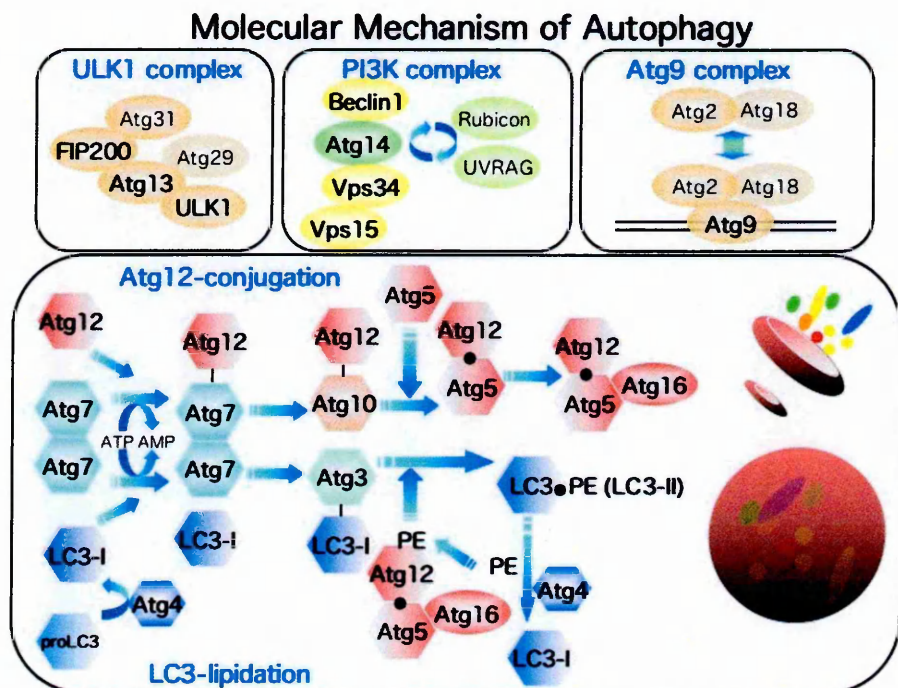 Molecular Mechanism of Autophagy
ULK1 complex
Atg31
FIP200
Atg29
Atg13
ULK1
PI3K complex
Beclin1
Rubicon
Atg14
UVRAG
Vps34
Vps15
Atg9 complex
Atg2 Atg18
Atg2 Atg18
Atg9
Atg12-conjugation
Atg12
Atg12
Atg12
Atg5
Atg12
Atg12
Atg7
Atg7
Atg10
Atg5
Atg5
Atg16
ATP AMP
Atg7
Atg7
Atg3
LC3 PE (LC3-II)
LC3-I
LC3-I
LC3-I
PE
PE
Atg12
Atg4
Atg4
Atg16
Atg5
proLC3
LC3-I
LC3-lipidation